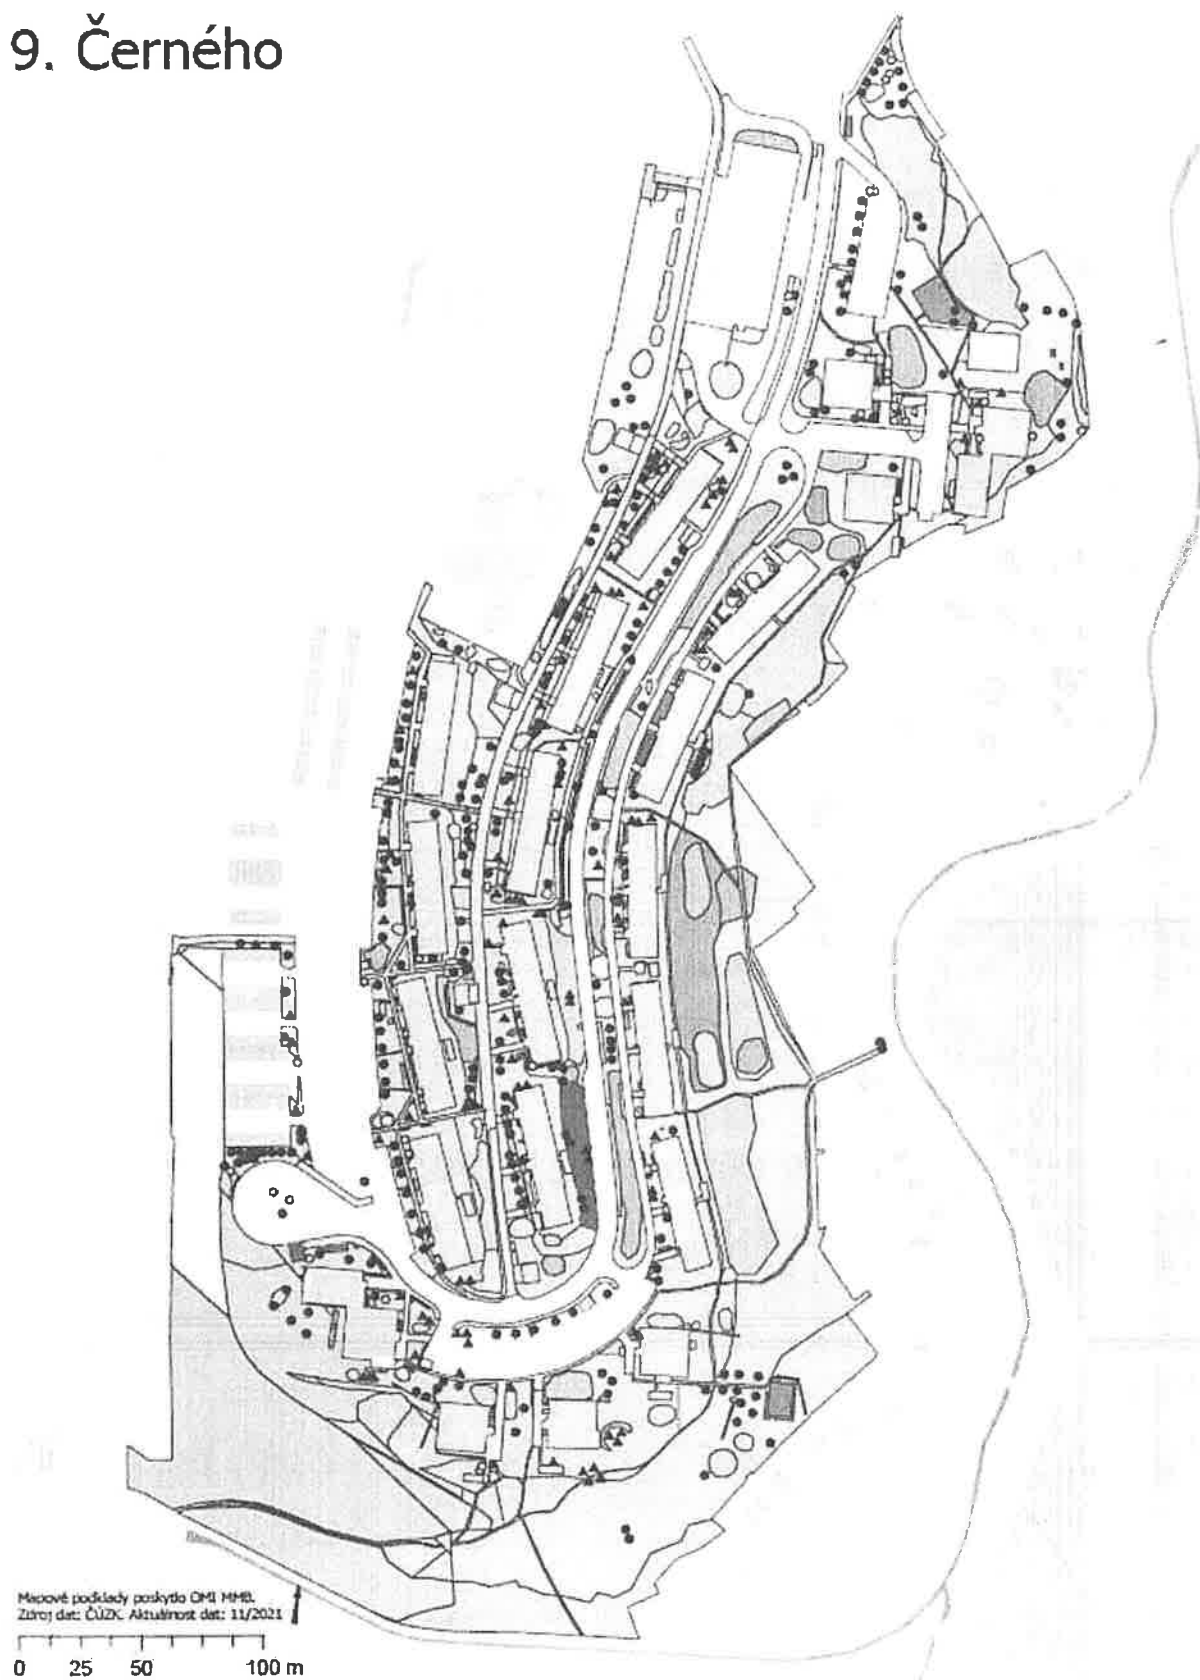 9. Černého
Mapové podklady poskytlo OMI MMB.
Zdroj dat: ČÚZK. Aktuálnost dat: 11/2021
0 25 50 100 m